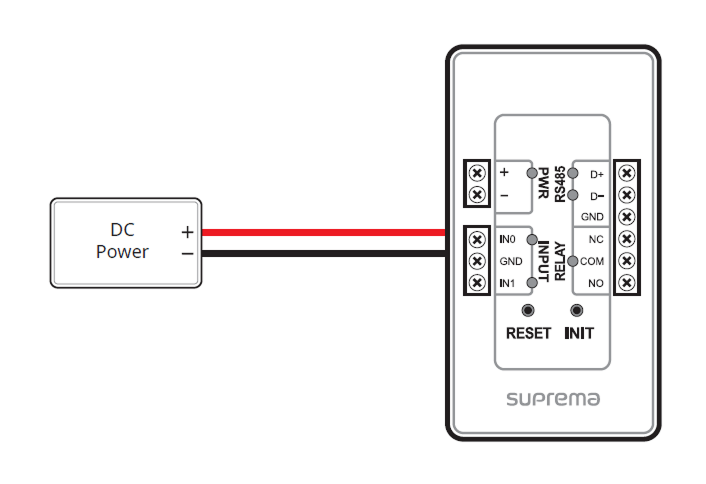 DC
Power
+
−
+
−
PWR
RS485
D+
D−
GND
IN0
GND
IN1
INPUT
RELAY
NC
COM
NO
RESET
INIT
suprema